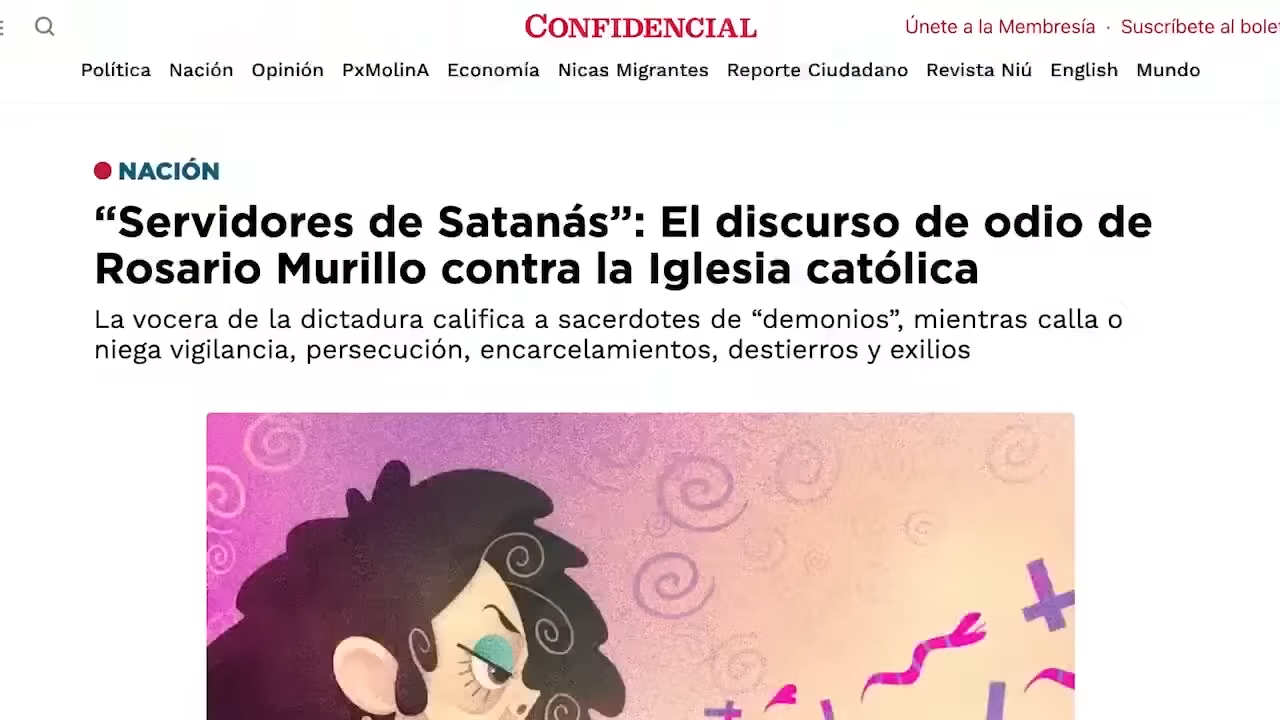 CONFIDENCIAL
Únete a la Membresía · Suscríbete al
Política Nación Opinión PxMolinA Economía Nicas Migrantes Reporte Ciudadano Revista Niú English Mundo
NACIÓN
“Servidores de Satanás”: El discurso de odio de
Rosario Murillo contra la Iglesia católica
La vocera de la dictadura califica a sacerdotes de “demonios”, mientras calla o
niega vigilancia, persecución, encarcelamientos, destierros y exilios